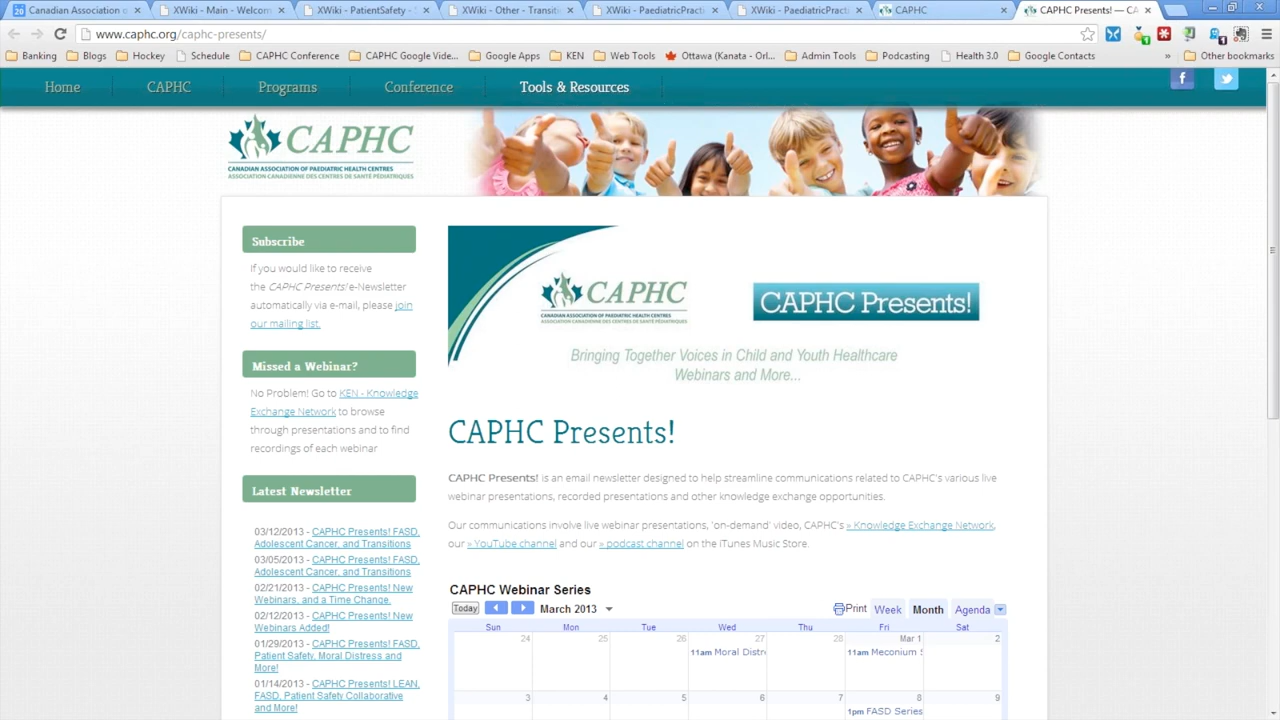 Canadian Association o
XWiki - Main - Welcom
XWiki - PatientSafety -
XWiki - Other - Transiti
XWiki - PaediatricPracti
XWiki - PaediatricPracti
CAPHC
CAPHC Presents! — CA
www.caphc.org/caphc-presents/
Banking
Blogs
Hockey
Schedule
CAPHC Conference
CAPHC Google Vide...
Google Apps
KEN
Web Tools
Ottawa (Kanata - Orl...
Admin Tools
Podcasting
Health 3.0
Google Contacts
»
Other bookmarks
Home
CAPHC
Programs
Conference
Tools & Resources
CAPHC
CANADIAN ASSOCIATION OF PAEDIATRIC HEALTH CENTRES
ASSOCIATION CANADIENNE DES CENTRES DE SANTÉ PÉDIATRIQUES
Subscribe
If you would like to receive
the CAPHC Presents! e-Newsletter
automatically via e-mail, please join
our mailing list.
Missed a Webinar?
No Problem! Go to KEN - Knowledge
Exchange Network to browse
through presentations and to find
recordings of each webinar
Latest Newsletter
03/12/2013 - CAPHC Presents! FASD,
Adolescent Cancer, and Transitions
03/05/2013 - CAPHC Presents! FASD,
Adolescent Cancer, and Transitions
02/21/2013 - CAPHC Presents! New
Webinars, and a Time Change.
02/12/2013 - CAPHC Presents! New
Webinars Added!
01/29/2013 - CAPHC Presents! FASD,
Patient Safety, Moral Distress and
More!
01/14/2013 - CAPHC Presents! LEAN,
FASD, Patient Safety Collaborative
and More!
CAPHC
CANADIAN ASSOCIATION OF PAEDIATRIC HEALTH CENTRES
ASSOCIATION CANADIENNE DES CENTRES DE SANTÉ PÉDIATRIQUES
CAPHC Presents!
Bringing Together Voices in Child and Youth Healthcare
Webinars and More...
CAPHC Presents!
CAPHC Presents! is an email newsletter designed to help streamline communications related to CAPHC's various live
webinar presentations, recorded presentations and other knowledge exchange opportunities.
Our communications involve live webinar presentations, 'on-demand' video, CAPHC's » Knowledge Exchange Network,
our » YouTube channel and our » podcast channel on the iTunes Music Store.
CAPHC Webinar Series
Today March 2013 Print Week Month Agenda
Sun Mon Tue Wed Thu Fri Sat
24 25 26 27 28 Mar 1 2
11am Moral Distr 11am Meconium S
3 4 5 6 7 8 9
1pm FASD Series